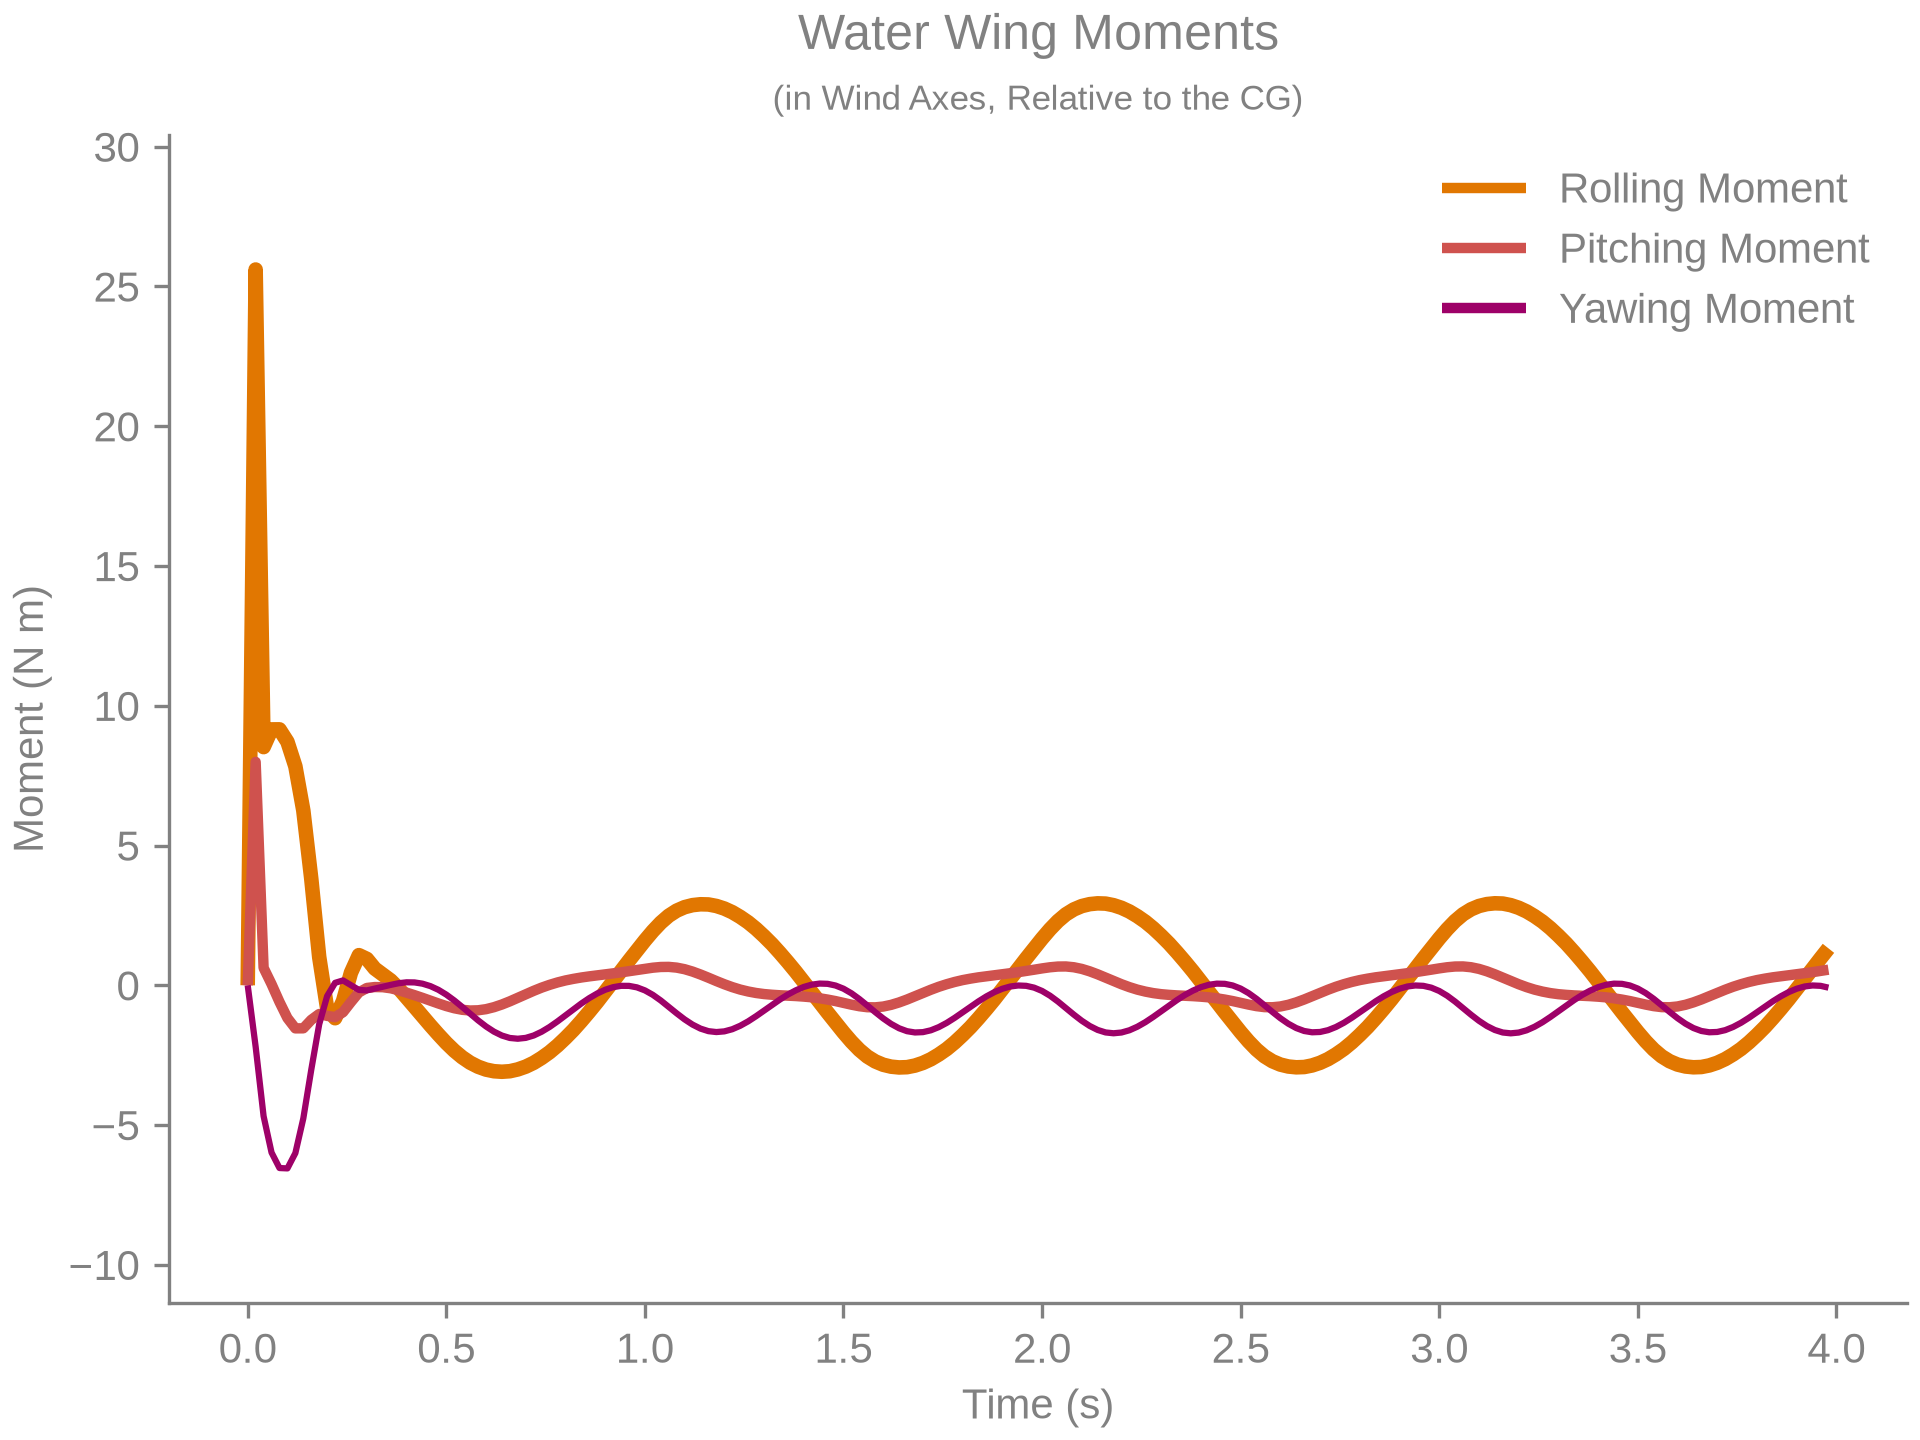 Water Wing Moments
(in Wind Axes, Relative to the CG)
30
25
20
15
10
5
0
−5
−10
Moment (N m)
Rolling Moment
Pitching Moment
Yawing Moment
0.0 0.5 1.0 1.5 2.0 2.5 3.0 3.5 4.0
Time (s)